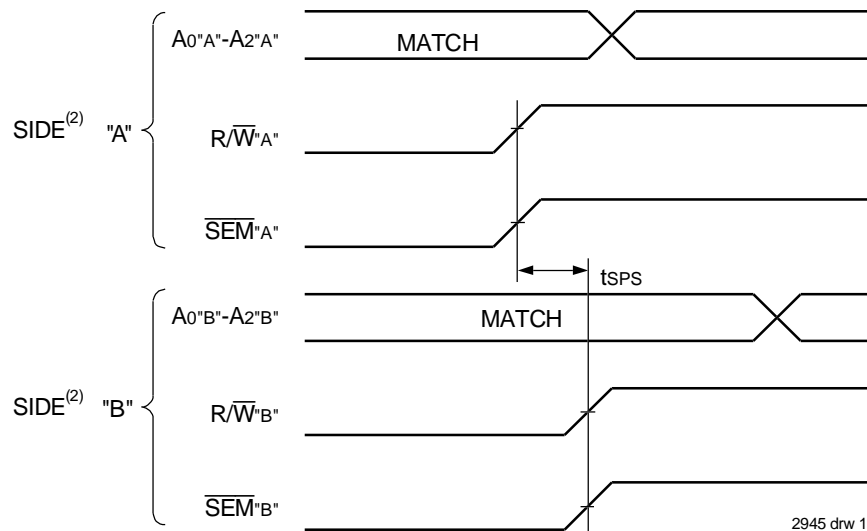 A0"A"-A2"A"
MATCH
SIDE(2) "A"
R/W"A"
SEM"A"
tSPS
A0"B"-A2"B"
MATCH
SIDE(2) "B"
R/W"B"
SEM"B"
2945 drw 1